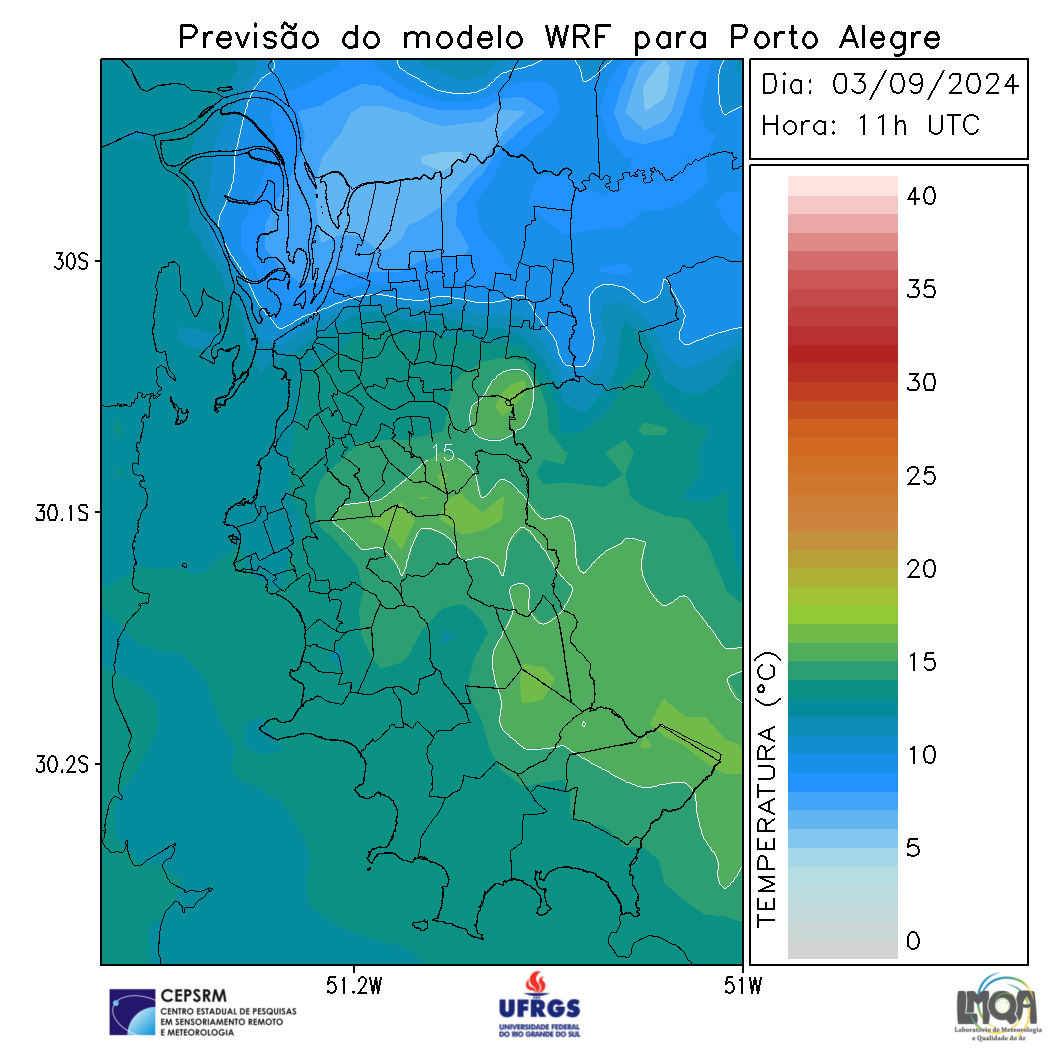 Previsão do modelo WRF para Porto Alegre
Dia: 03/09/2024
Hora: 11h UTC
40
35
30
25
20
15
10
5
0
TEMPERATURA (°C)
15
30S
30.1S
30.2S
51.2W
51W
CEPSRM
CENTRO ESTADUAL DE PESQUISAS
EM SENSORIAMENTO REMOTO
E METEOROLOGIA
UFRGS
UNIVERSIDADE FEDERAL
DO RIO GRANDE DO SUL
LMQA
Laboratório de Meteorologia
e Qualidade do Ar